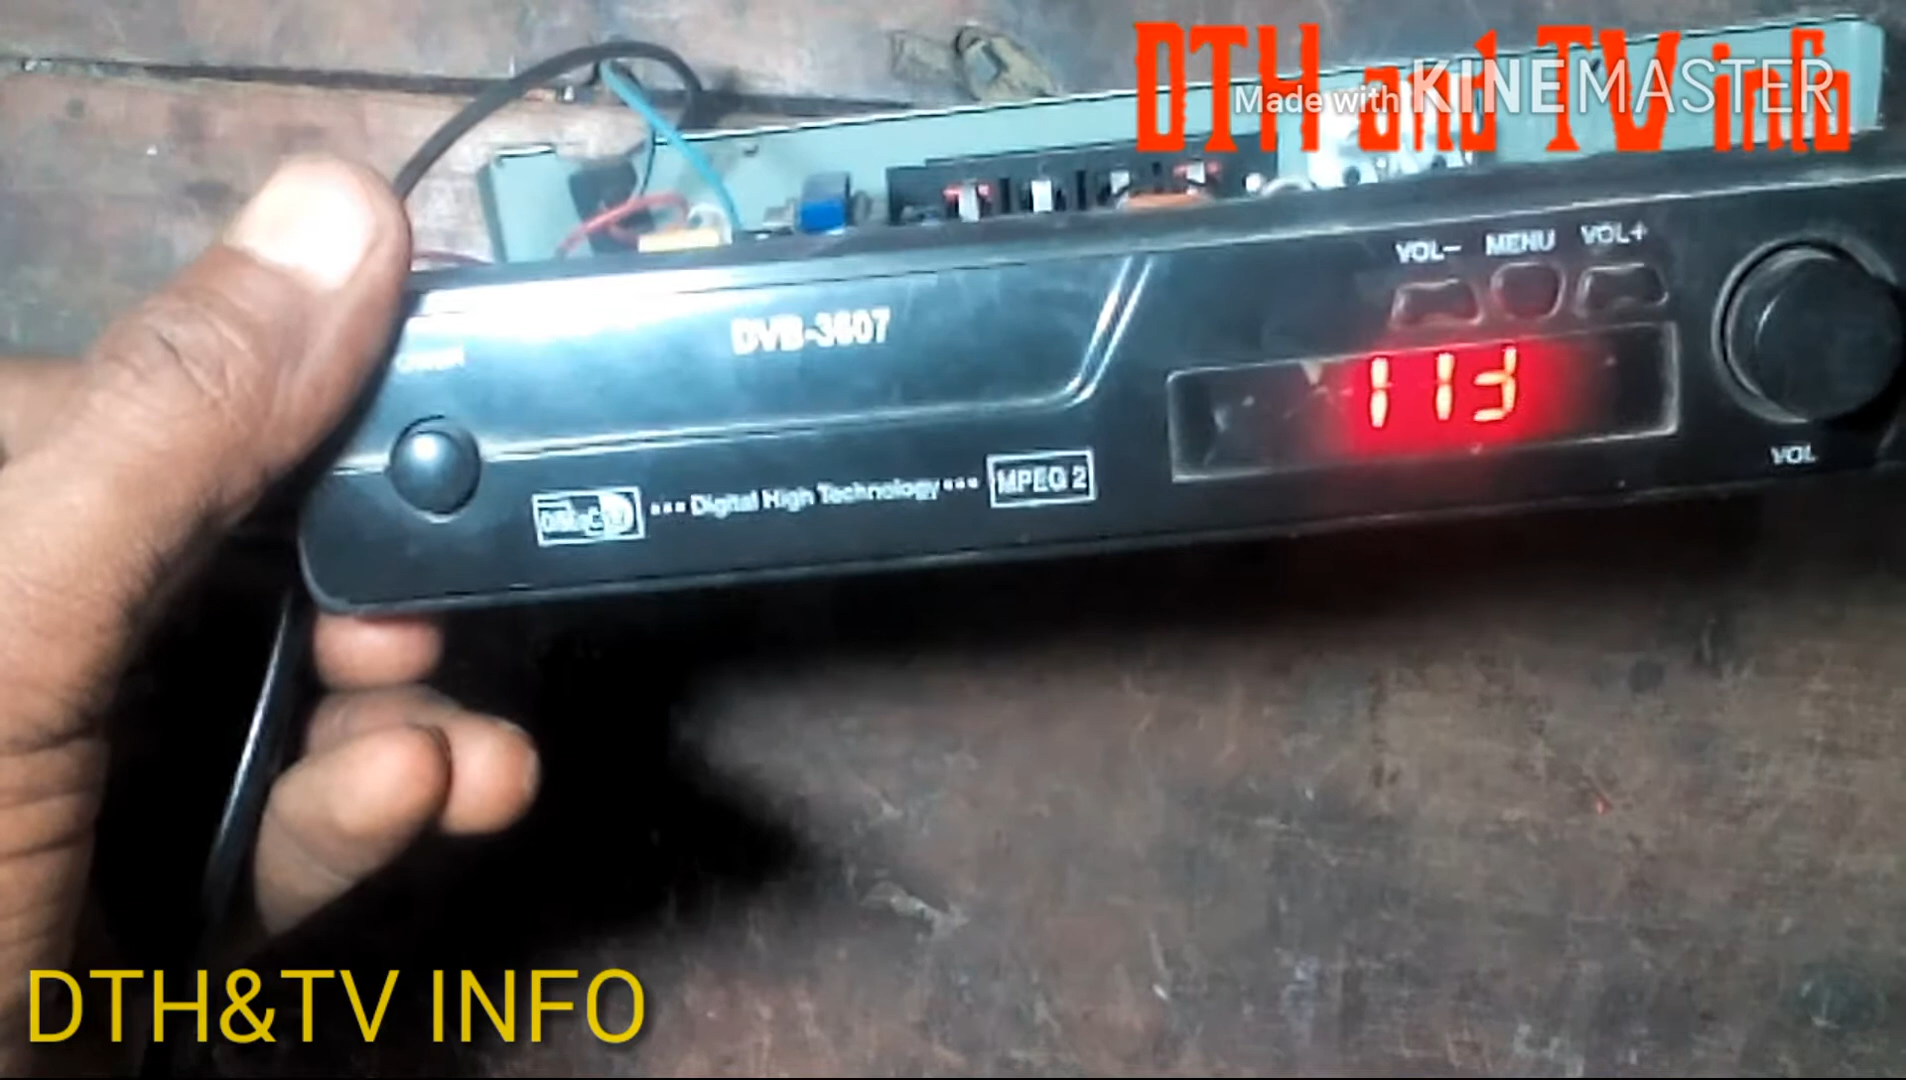 DTH and TV info
Made with KINEMASTER
VOL- MENU VOL+
DVB-3607
113
VOL
Digital High Technology
MPEG 2
DTH&TV INFO